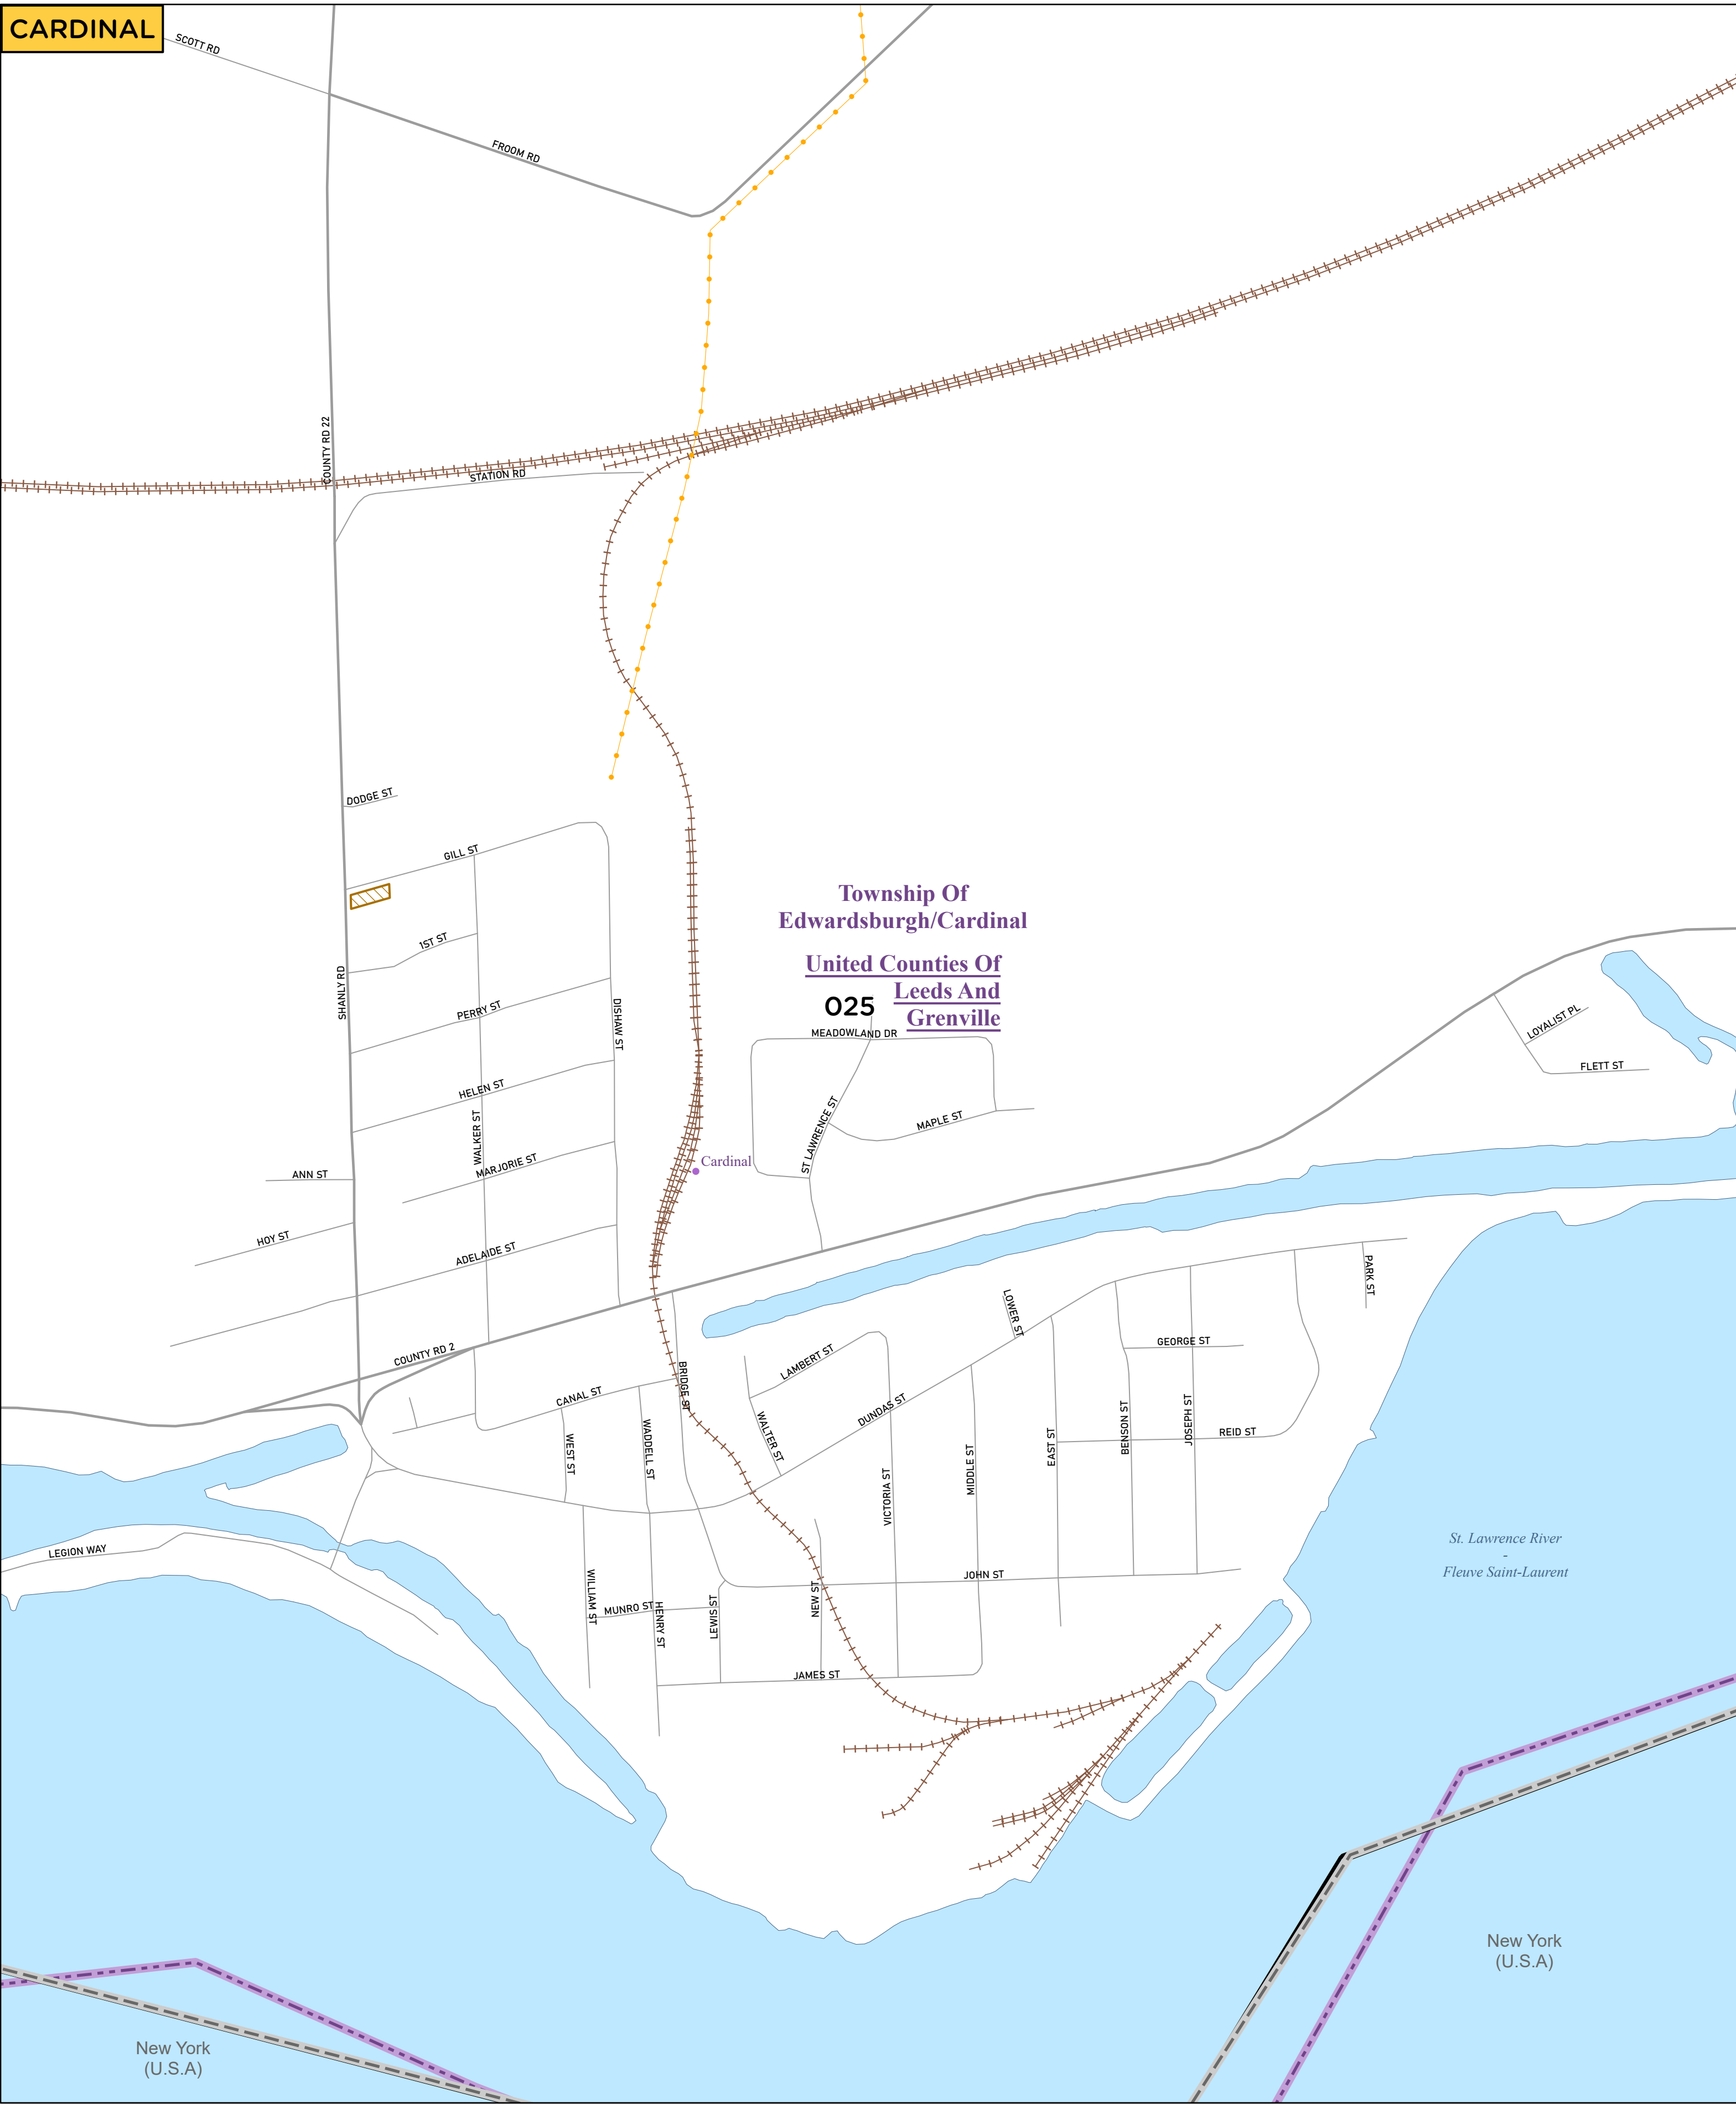 CARDINAL
SCOTT RD
FROOM RD
COUNTY RD 22
STATION RD
DODGE ST
GILL ST
1ST ST
SHANLY RD
PERRY ST
DISHAW ST
HELEN ST
WALKER ST
MARJORIE ST
ANN ST
HOY ST
ADELAIDE ST
COUNTY RD 2
Township Of
Edwardsburgh/Cardinal
United Counties Of
Leeds And
Grenville
025
MEADOWLAND DR
ST LAWRENCE ST
MAPLE ST
Cardinal
LOYALIST PL
FLETT ST
PARK ST
LOWER ST
GEORGE ST
LAMBERT ST
BRIDGE ST
CANAL ST
DUNDAS ST
WALTER ST
WEST ST
WADDELL ST
VICTORIA ST
MIDDLE ST
EAST ST
BENSON ST
JOSEPH ST
REID ST
LEGION WAY
WILLIAM ST
MUNRO ST
HENRY ST
LEWIS ST
NEW ST
JOHN ST
JAMES ST
St. Lawrence River
-
Fleuve Saint-Laurent
New York
(U.S.A)
New York
(U.S.A)